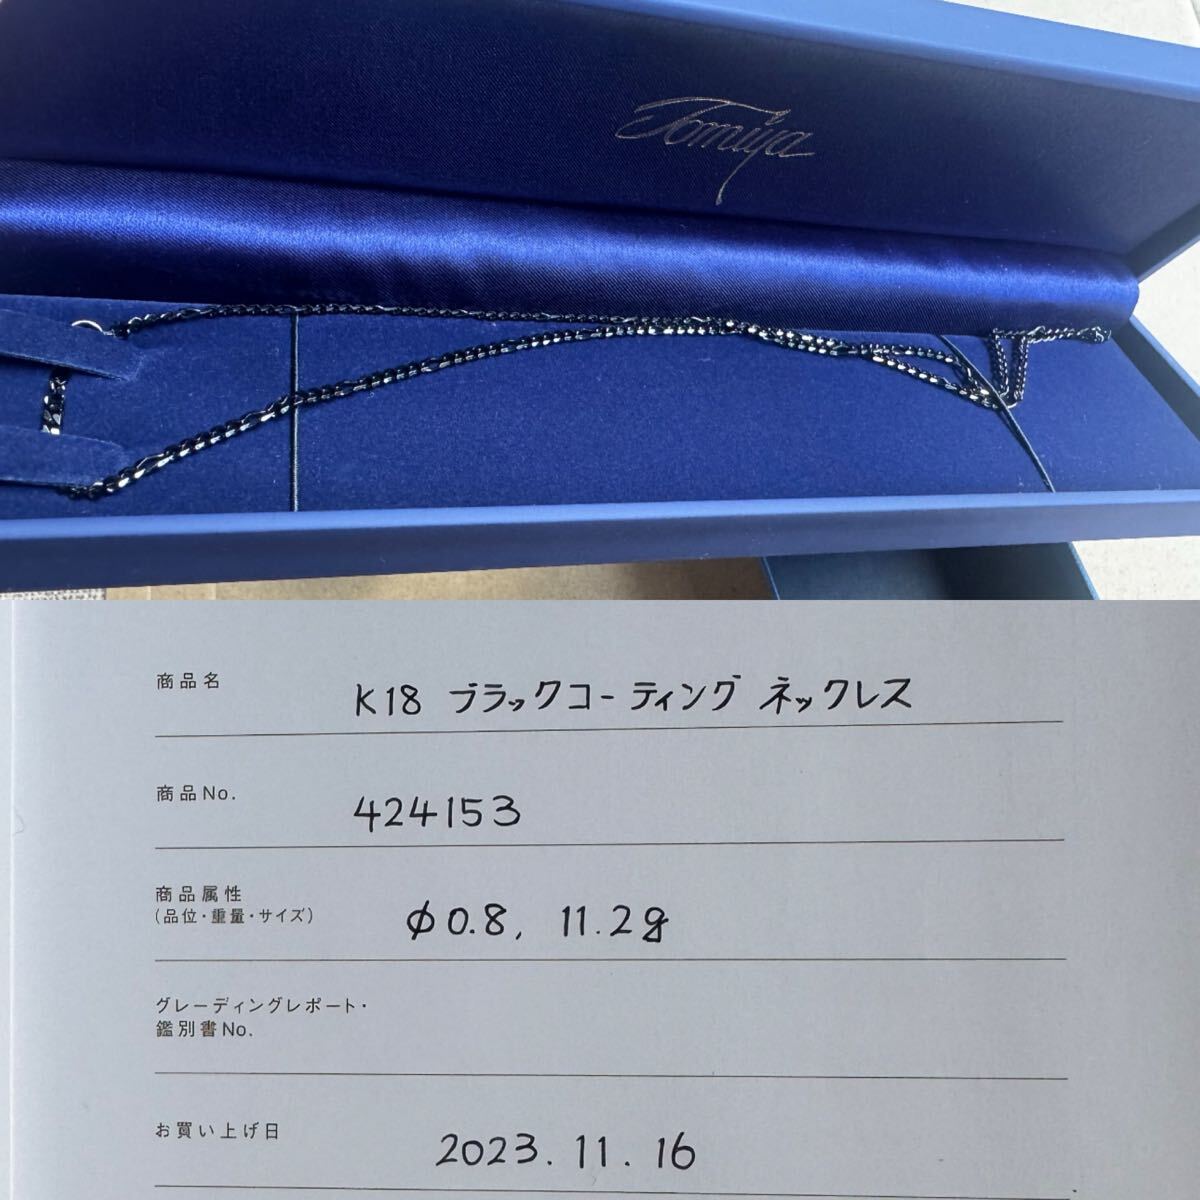 Tomiya
商品名
K18 ブラックコーティング ネックレス
商品No.
424153
商品属性
(品位・重量・サイズ)
φ0.8, 11.2g
グレーディングレポート・
鑑別書No.
お買い上げ日
2023.11.16